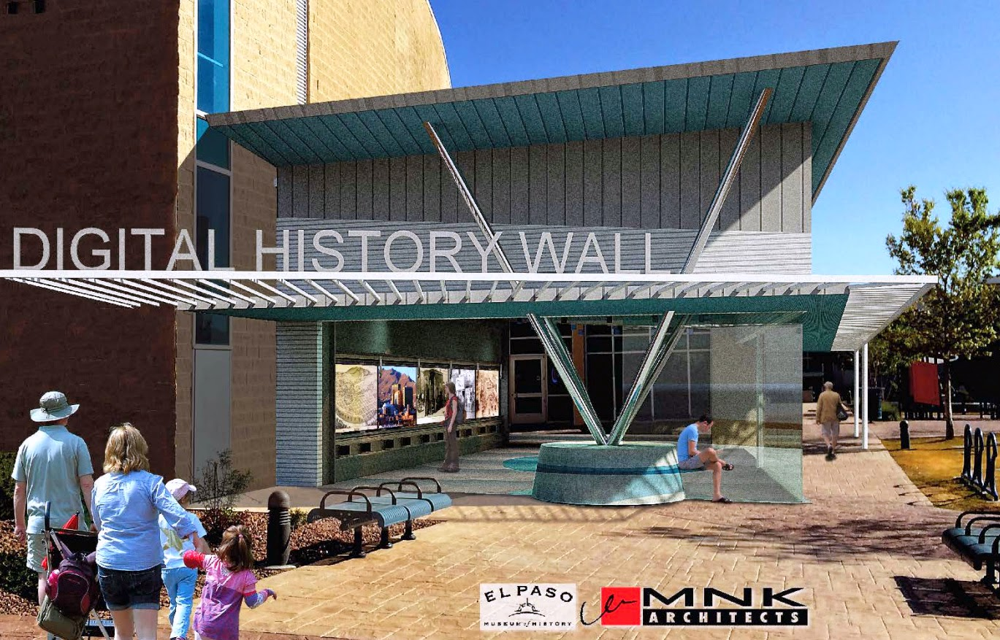 DIGITAL HISTORY WALL
EL PASO
MUSEUM of HISTORY
MNK
ARCHITECTS